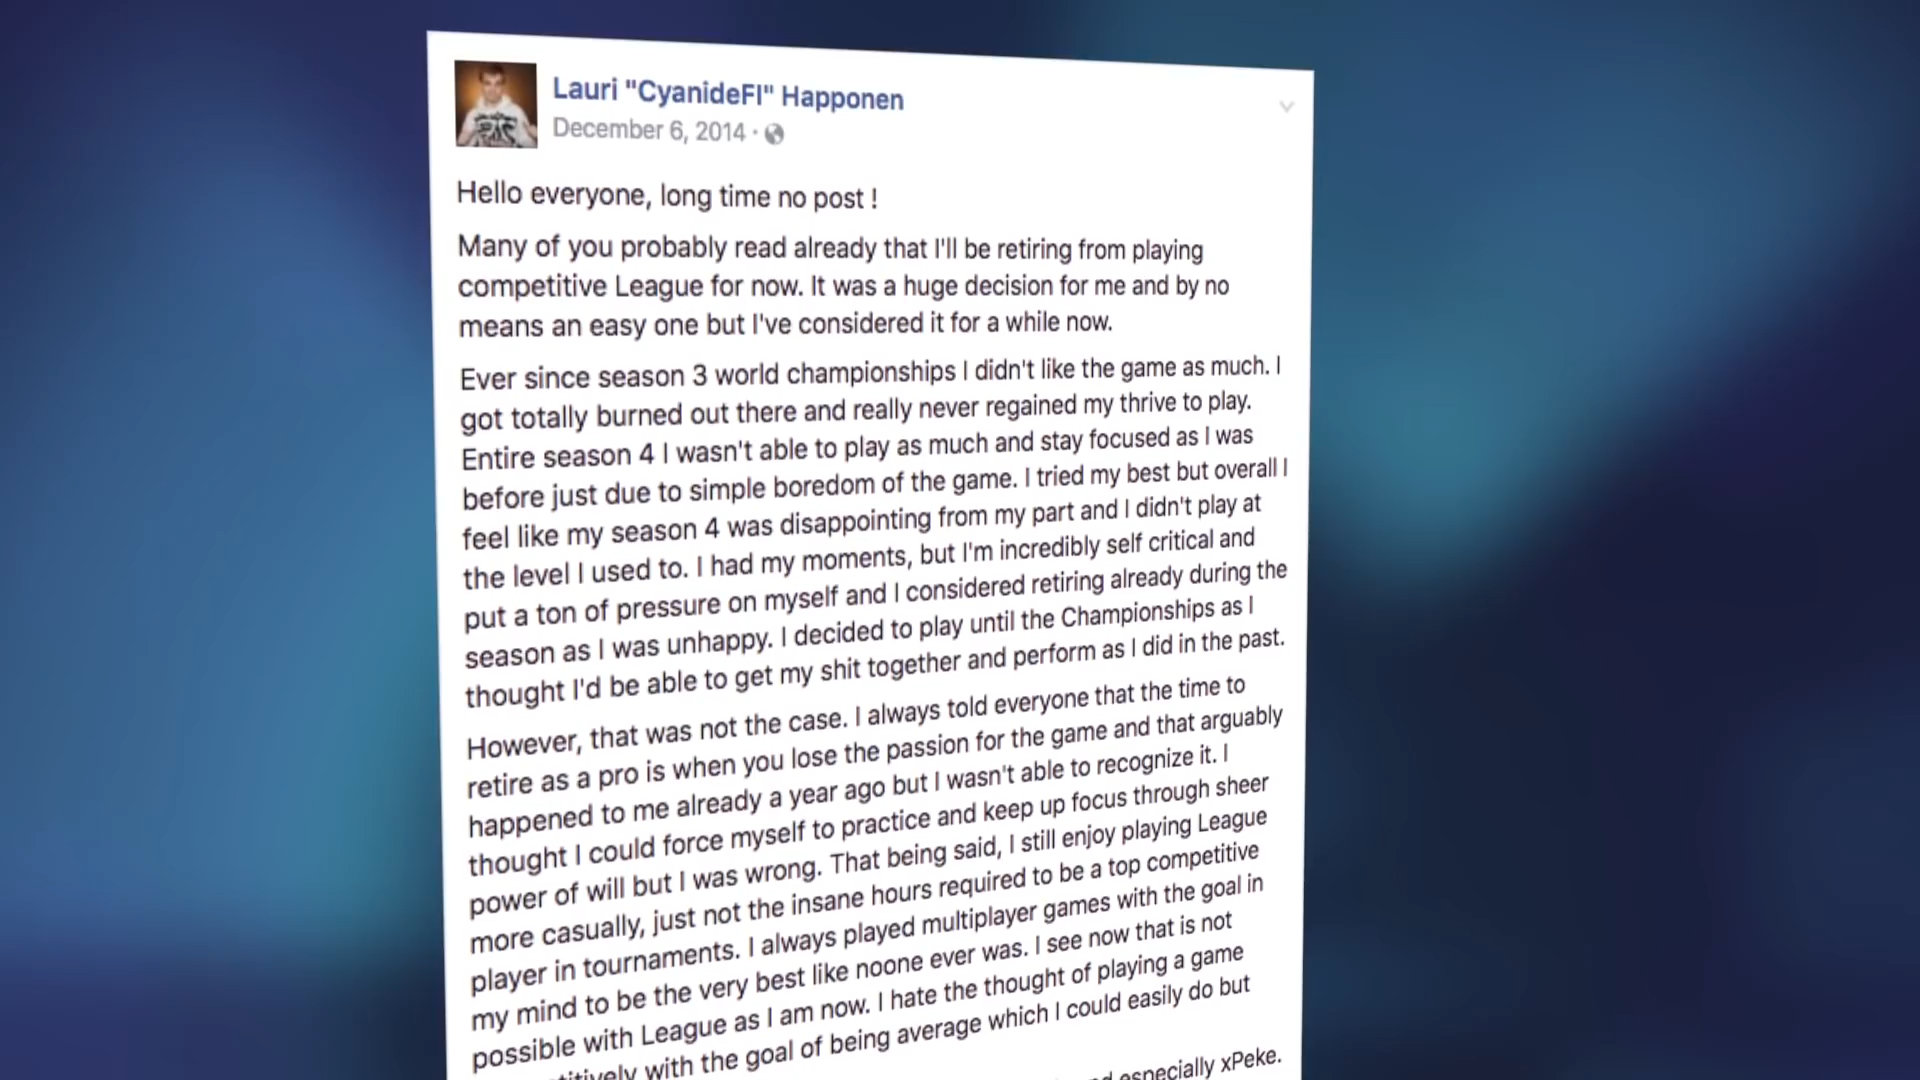 Lauri "CyanideFI" Happonen
December 6, 2014 ·
Hello everyone, long time no post !
Many of you probably read already that I'll be retiring from playing
competitive League for now. It was a huge decision for me and by no
means an easy one but I've considered it for a while now.
Ever since season 3 world championships I didn't like the game as much. I
got totally burned out there and really never regained my thrive to play.
Entire season 4 I wasn't able to play as much and stay focused as I was
before just due to simple boredom of the game. I tried my best but overall I
feel like my season 4 was disappointing from my part and I didn't play at
the level I used to. I had my moments, but I'm incredibly self critical and
put a ton of pressure on myself and I considered retiring already during the
season as I was unhappy. I decided to play until the Championships as I
thought I'd be able to get my shit together and perform as I did in the past.
However, that was not the case. I always told everyone that the time to
retire as a pro is when you lose the passion for the game and that arguably
happened to me already a year ago but I wasn't able to recognize it. I
thought I could force myself to practice and keep up focus through sheer
power of will but I was wrong. That being said, I still enjoy playing League
more casually, just not the insane hours required to be a top competitive
player in tournaments. I always played multiplayer games with the goal in
my mind to be the very best like noone ever was. I see now that is not
possible with League as I am now. I hate the thought of playing a game
with the goal of being average which I could easily do but
especially xPeke.